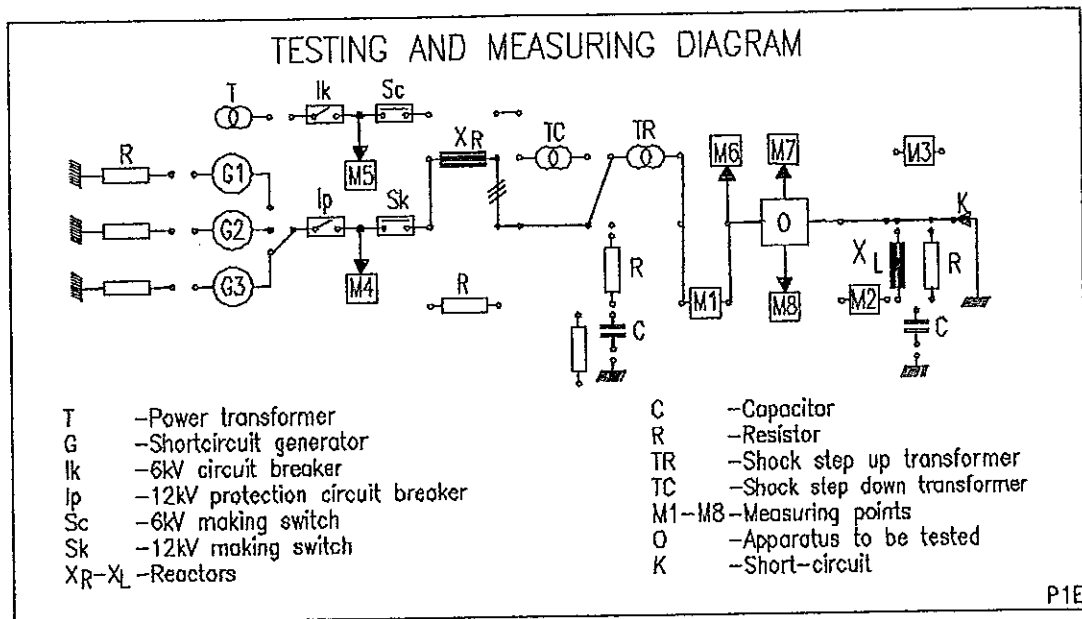 TESTING AND MEASURING DIAGRAM
T Ik Sc
XR TC TR M6 M7 M3
R G1 M5 K
Ip Sk
G2 O
R XL R
G3 M4 R M1 M8 M2
C C
T -Power transformer
G -Shortcircuit generator
Ik -6kV circuit breaker
Ip -12kV protection circuit breaker
Sc -6kV making switch
Sk -12kV making switch
XR-XL -Reactors
C -Capacitor
R -Resistor
TR -Shock step up transformer
TC -Shock step down transformer
M1-M8 -Measuring points
O -Apparatus to be tested
K -Short-circuit
P1E